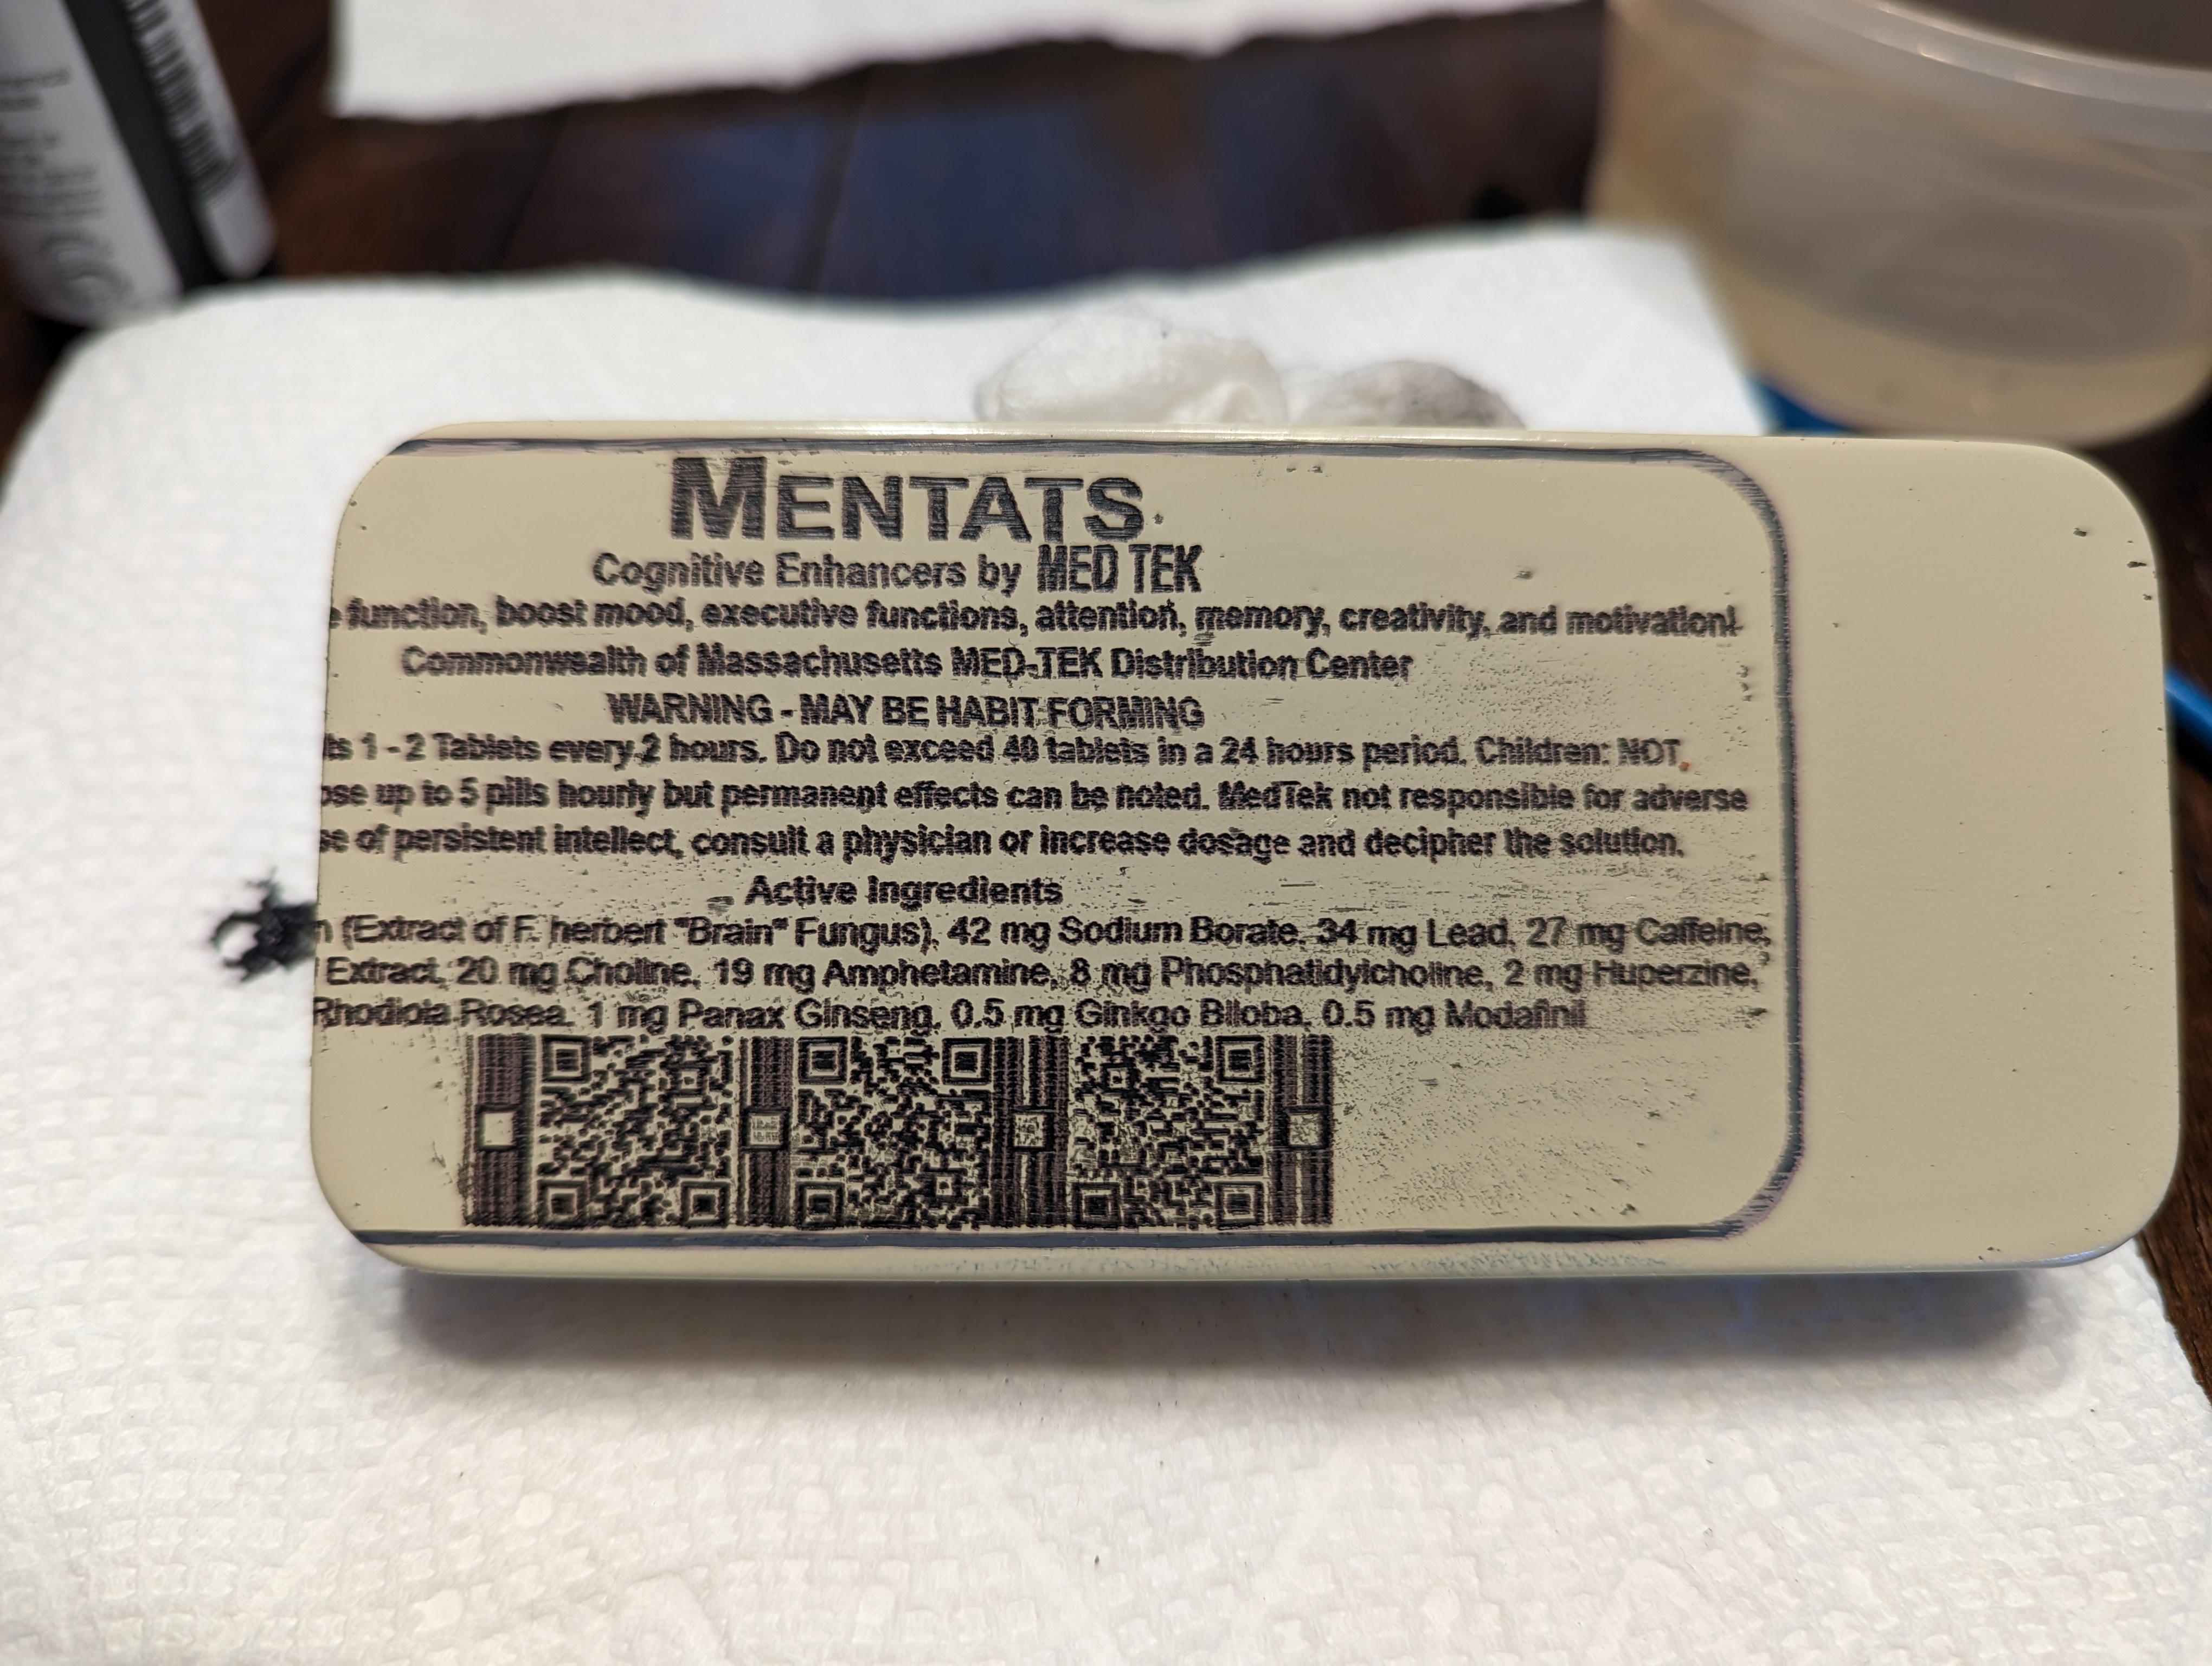 MENTATS
Cognitive Enhancers by MED TEK
function, boost mood, executive functions, attention, memory, creativity, and motivation!
Commonwealth of Massachusetts MED-TEK Distribution Center
WARNING - MAY BE HABIT FORMING
ts 1 - 2 Tablets every 2 hours. Do not exceed 40 tablets in a 24 hours period. Children: NOT
ose up to 5 pills hourly but permanent effects can be noted. MedTek not responsible for adverse
se of persistent intellect, consult a physician or increase dosage and decipher the solution.
Active Ingredients
n (Extract of F. herbert "Brain" Fungus), 42 mg Sodium Borate, 34 mg Lead, 27 mg Caffeine,
Extract, 20 mg Choline, 19 mg Amphetamine, 8 mg Phosphatidylcholine, 2 mg Huperzine,
Rhodiola Rosea, 1 mg Panax Ginseng, 0.5 mg Ginkgo Biloba, 0.5 mg Modafinil